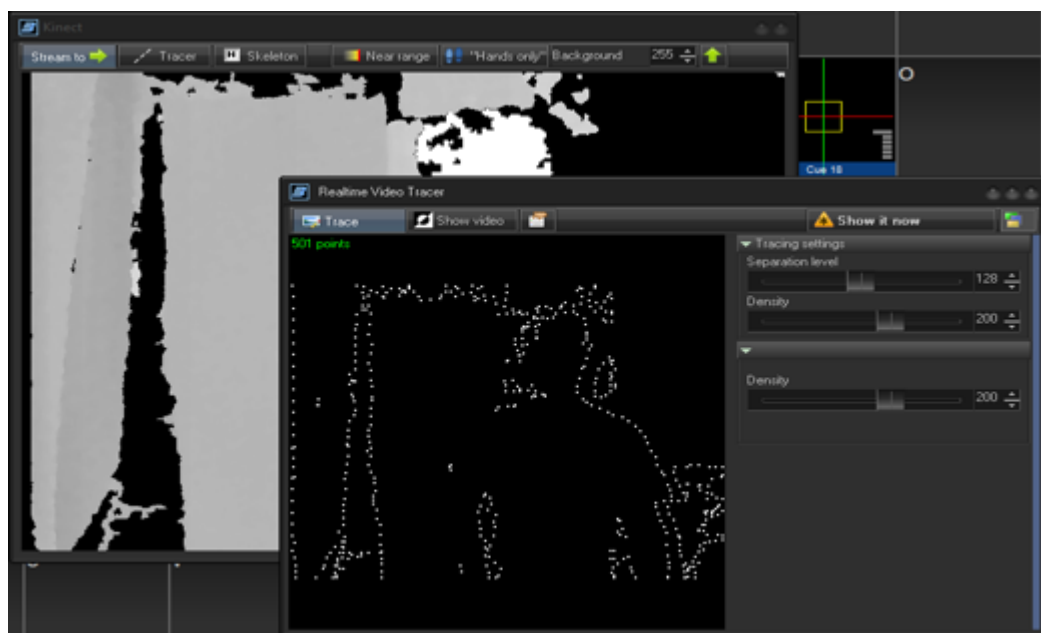 Kinect
Stream to Tracer Skeleton Near range "Hands only" Background 255
O
Cue 18
Realtime Video Tracer
Trace Show video Show it now
501 points
Tracing settings
Separation level
128
Density
200
Density
200